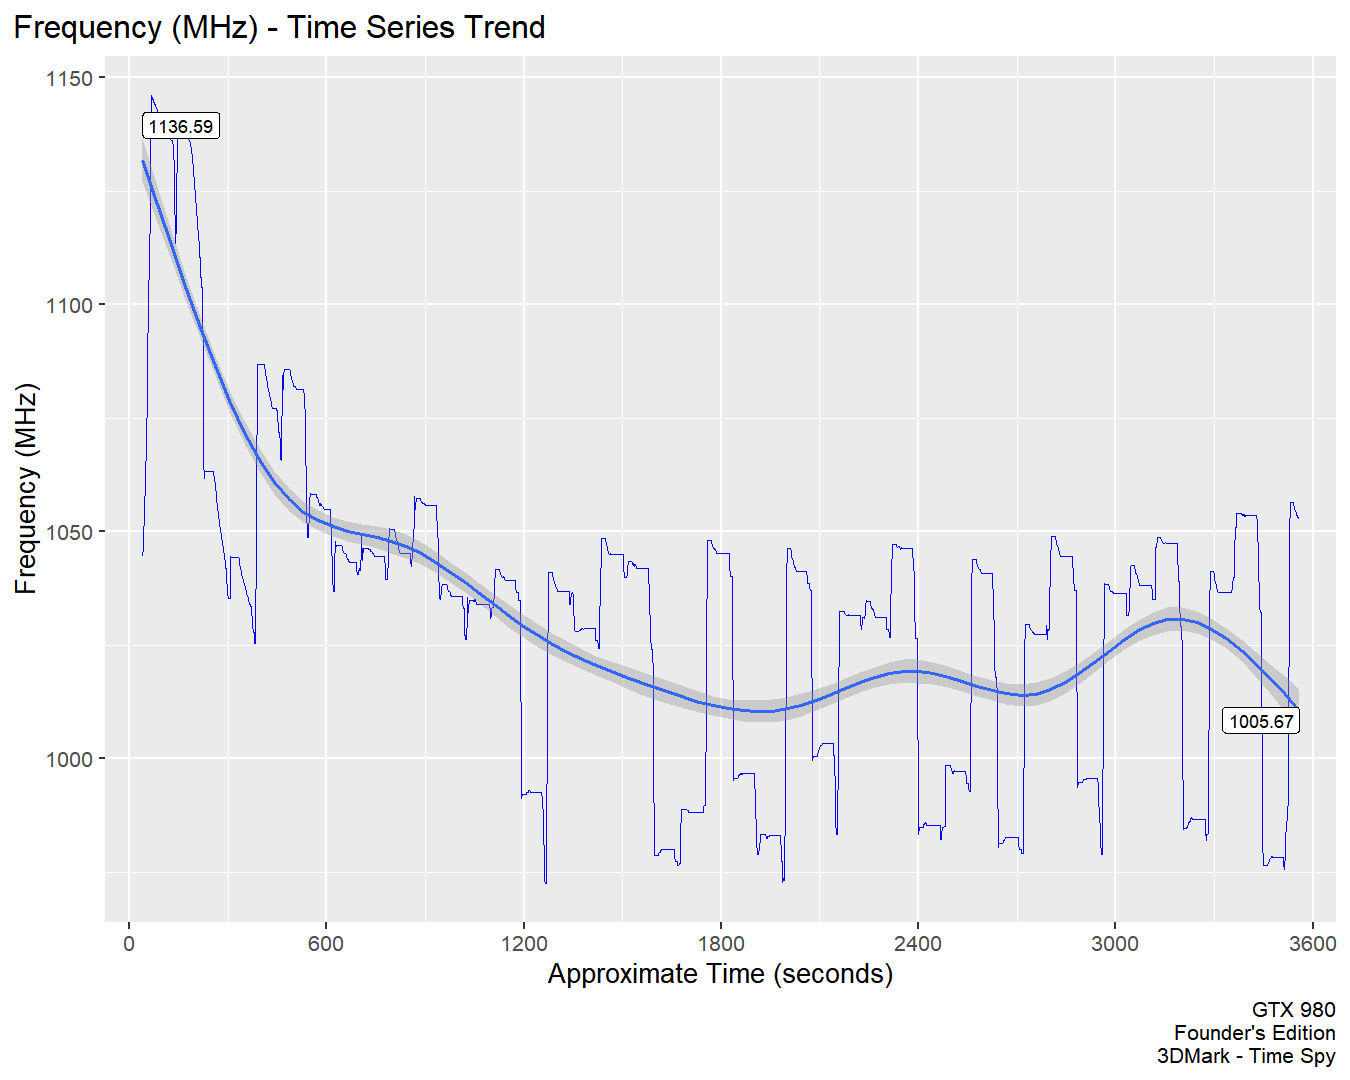 Frequency (MHz) - Time Series Trend
Frequency (MHz)
1150
1100
1050
1000
1136.59
1005.67
0 600 1200 1800 2400 3000 3600
Approximate Time (seconds)
GTX 980
Founder's Edition
3DMark - Time Spy